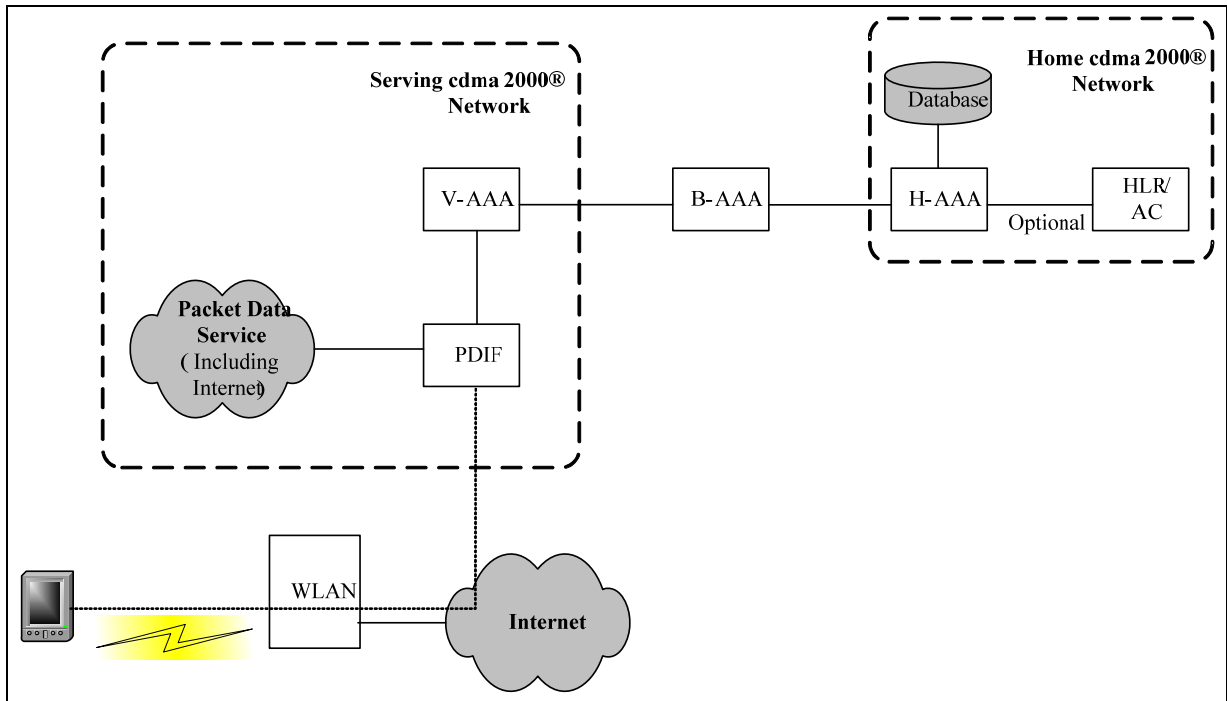 Serving cdma 2000®
Network
Home cdma 2000®
Network
Database
V-AAA
B-AAA
H-AAA
Optional
HLR/
AC
Packet Data
Service
( Including
Internet)
PDIF
WLAN
Internet